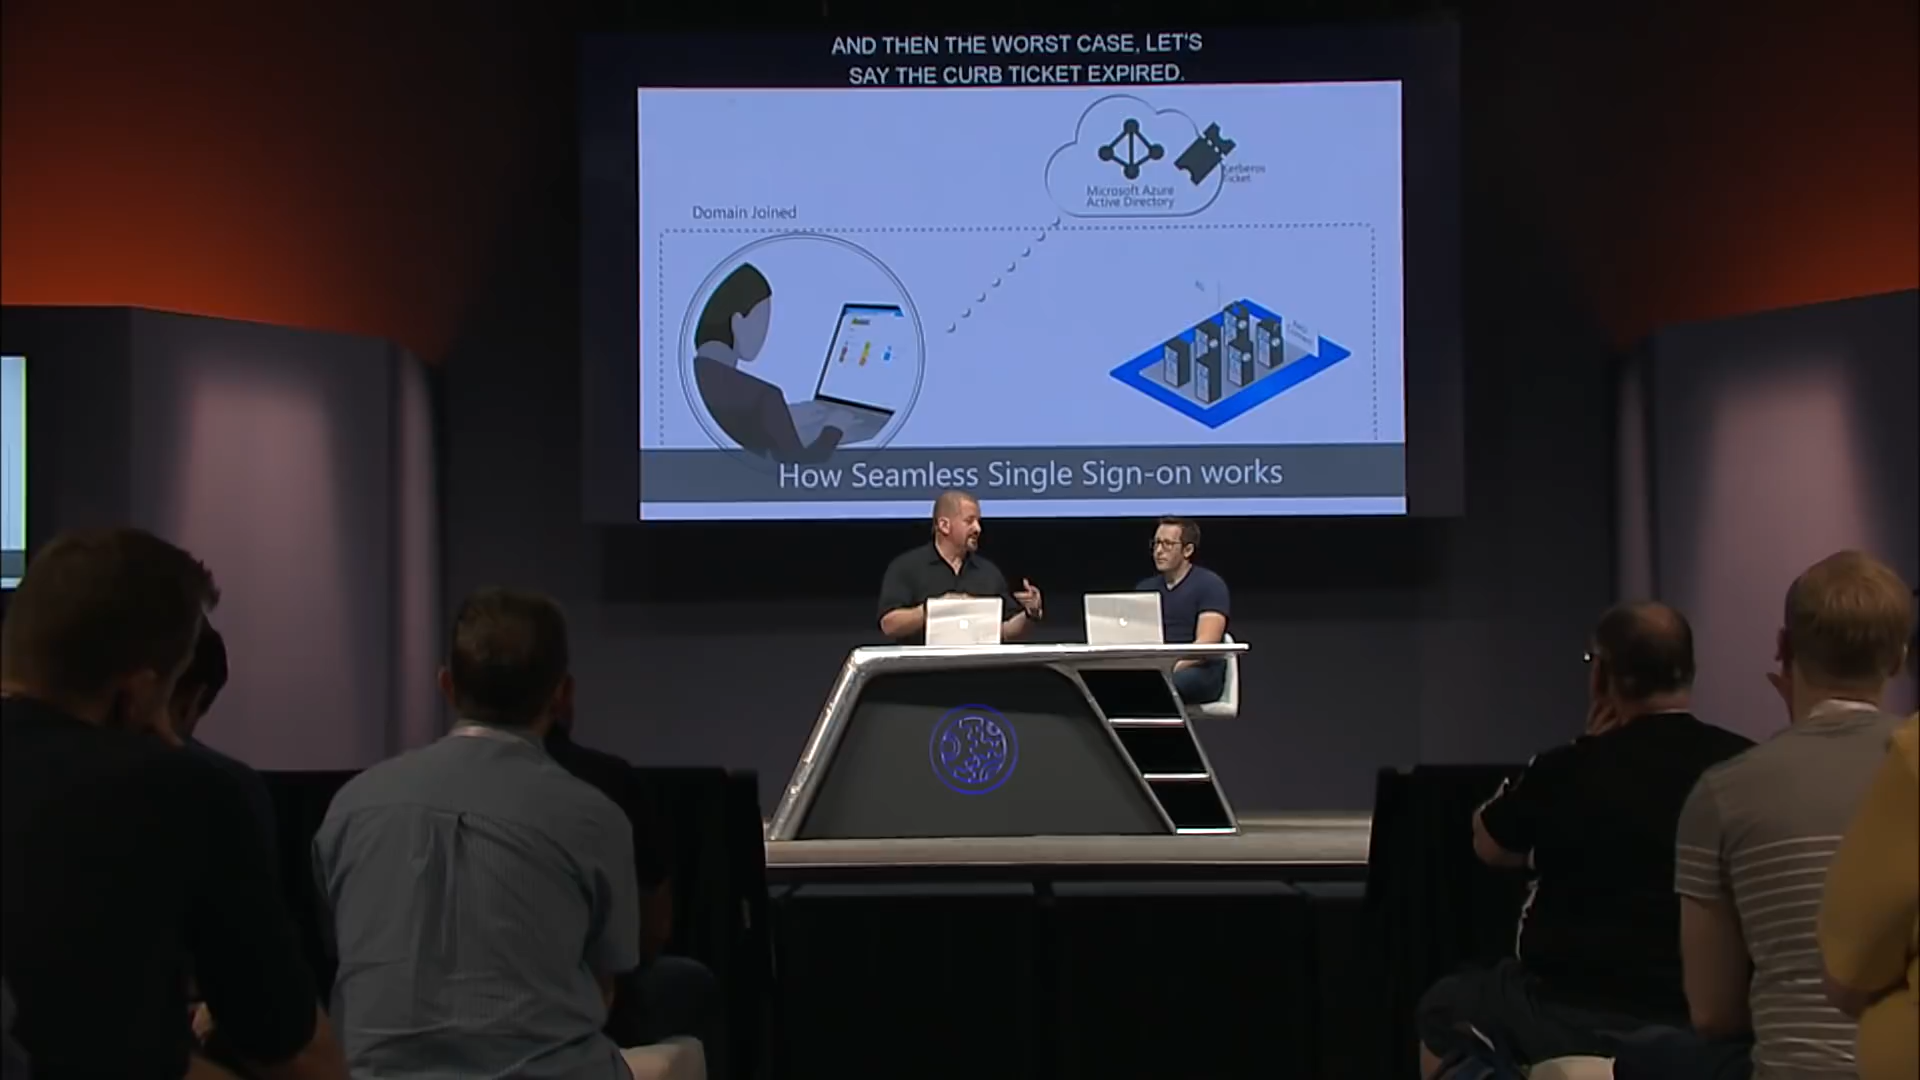 AND THEN THE WORST CASE, LET'S
SAY THE CURB TICKET EXPIRED.
Kerberos
Ticket
Microsoft Azure
Active Directory
Domain Joined
How Seamless Single Sign-on works